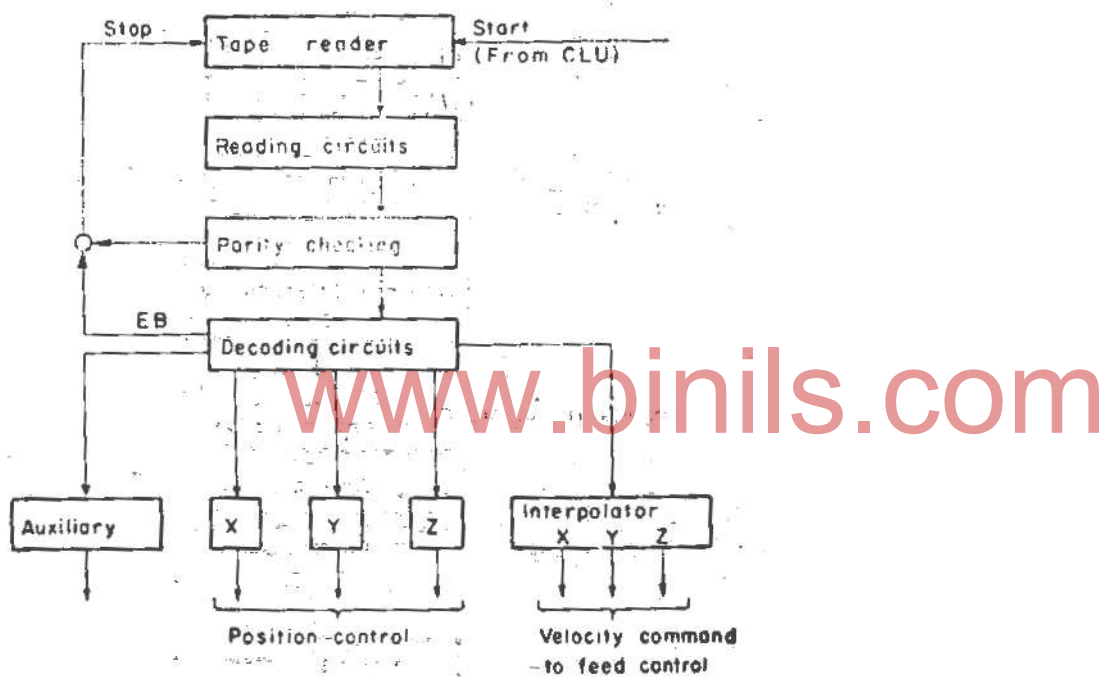 Stop
Tape reader
Start
(From CLU)
Reading circuits
Parity checking
EB
Decoding circuits
www.binils.com
Auxiliary
X
Y
Z
Interpolator
X Y Z
Position control
Velocity command
to feed control